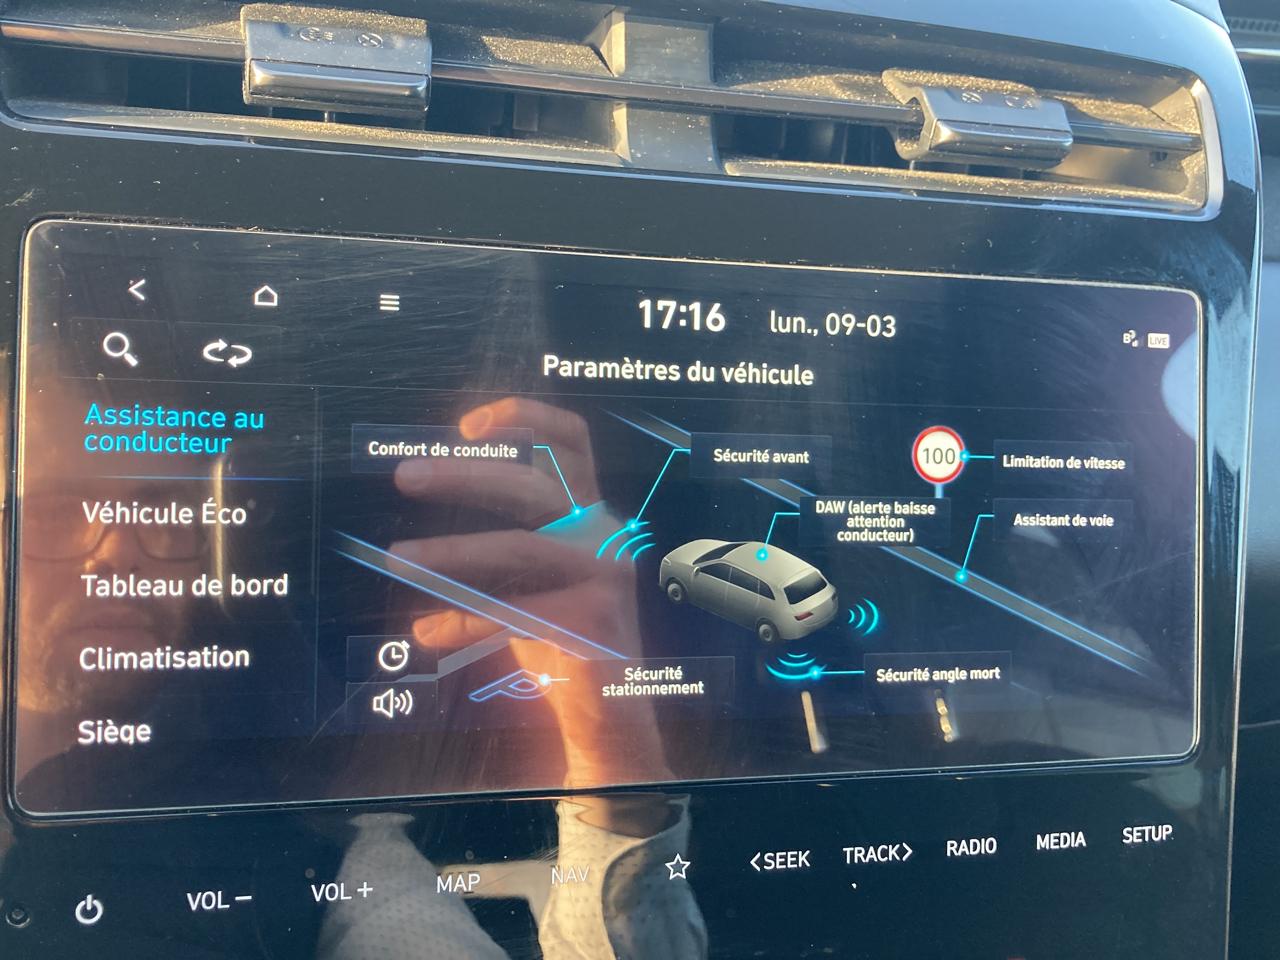 17:16 lun., 09-03
B LIVE
Paramètres du véhicule
Assistance au
conducteur
Véhicule Éco
Tableau de bord
Climatisation
Siège
Confort de conduite
Sécurité avant
100
Limitation de vitesse
DAW (alerte baisse
attention
conducteur)
Assistant de voie
Sécurité
stationnement
Sécurité angle mort
VOL –
VOL +
MAP
NAV
<SEEK
TRACK>
RADIO
MEDIA
SETUP